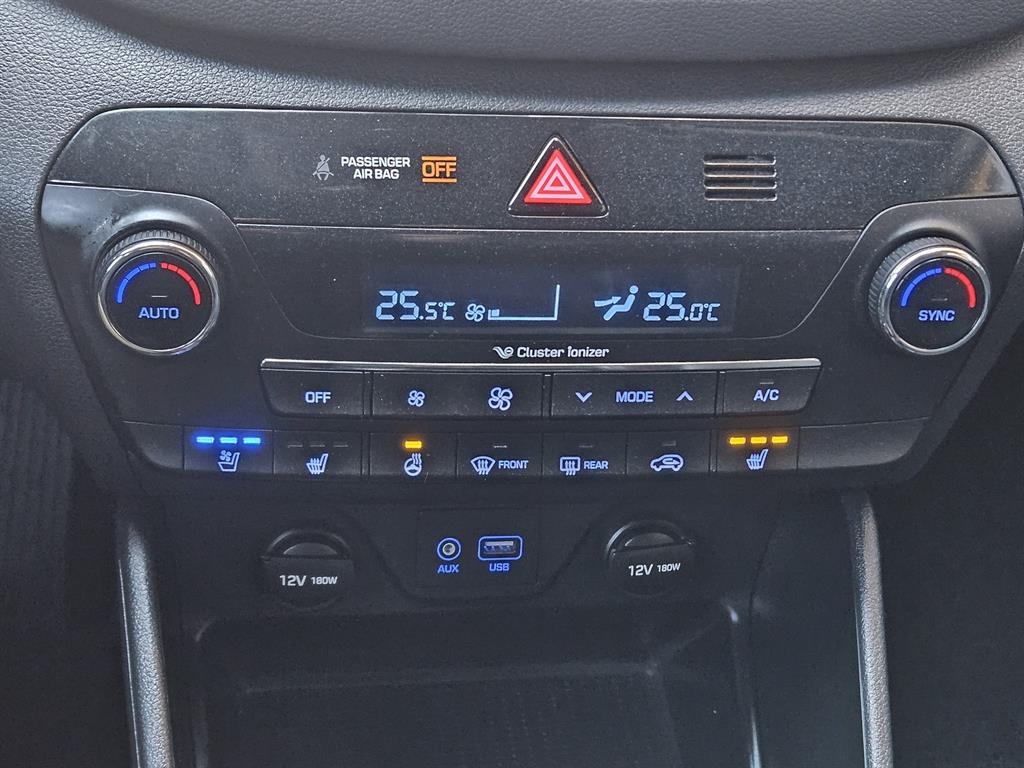 PASSENGER
AIR BAG
OFF
AUTO
25.5°C
25.0°C
SYNC
Cluster ionizer
OFF
MODE
A/C
FRONT
REAR
AUX
USB
12V 180W
12V 180W